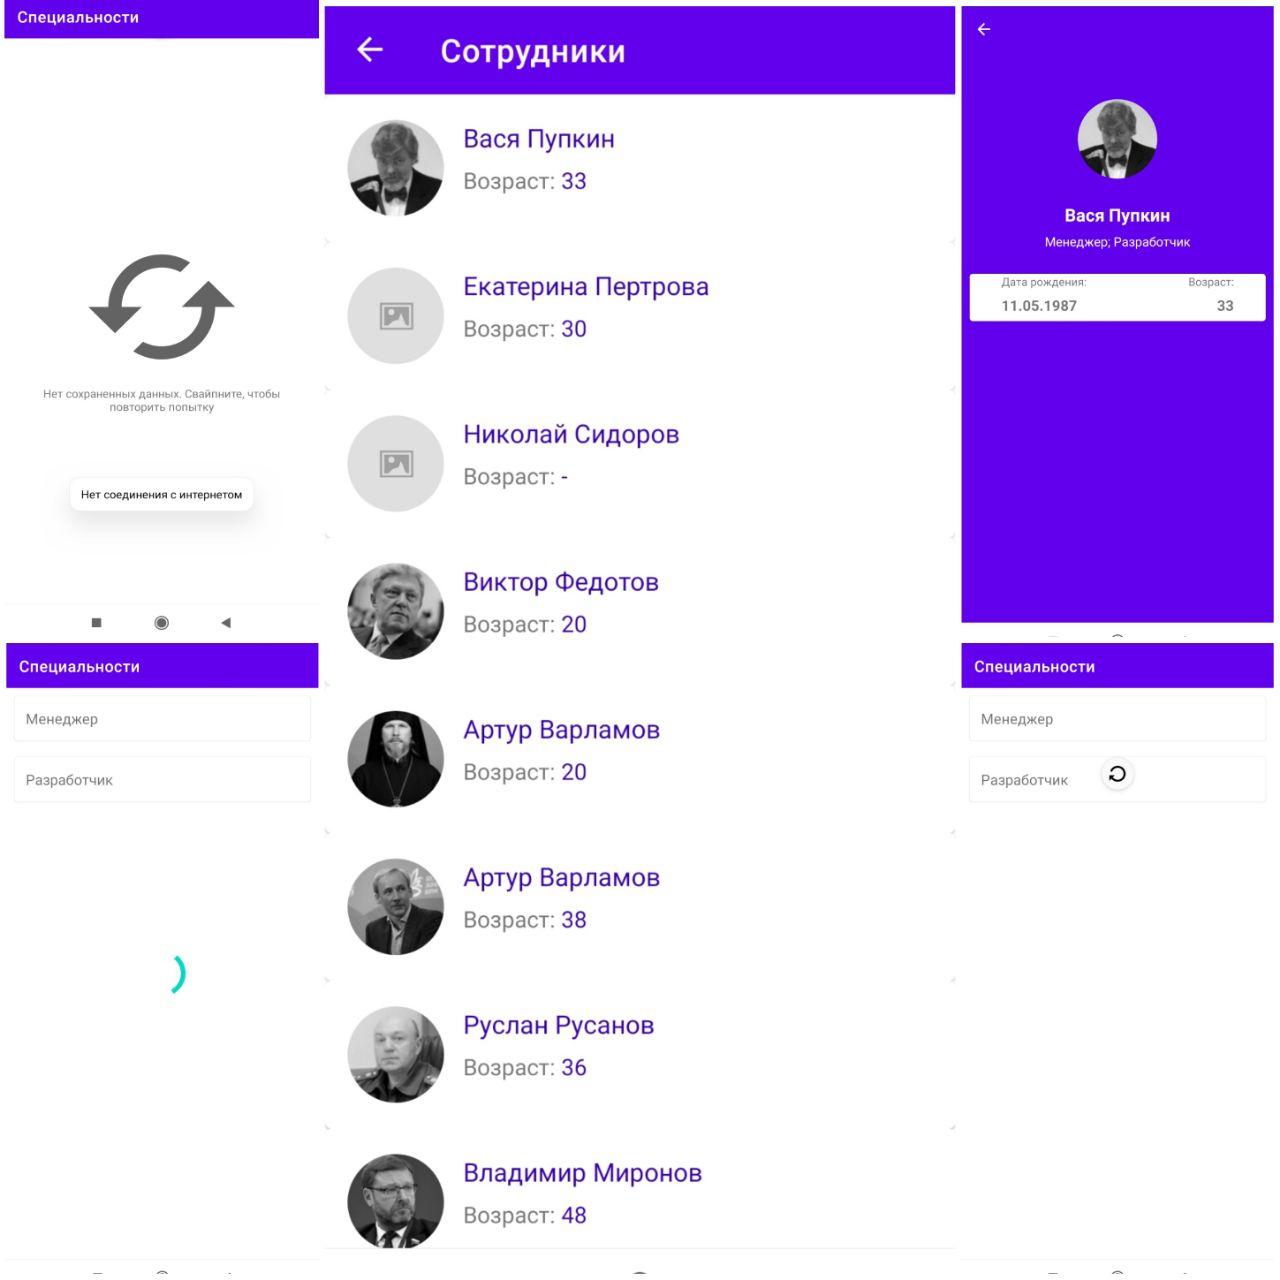 Специальности
Нет сохраненных данных. Свайпните, чтобы
повторить попытку
Нет соединения с интернетом
Специальности
Менеджер
Разработчик
Сотрудники
Вася Пупкин
Возраст: 33
Екатерина Пертрова
Возраст: 30
Николай Сидоров
Возраст: -
Виктор Федотов
Возраст: 20
Артур Варламов
Возраст: 20
Артур Варламов
Возраст: 38
Руслан Русанов
Возраст: 36
Владимир Миронов
Возраст: 48
Вася Пупкин
Менеджер; Разработчик
Дата рождения: Возраст:
11.05.1987 33
Специальности
Менеджер
Разработчик